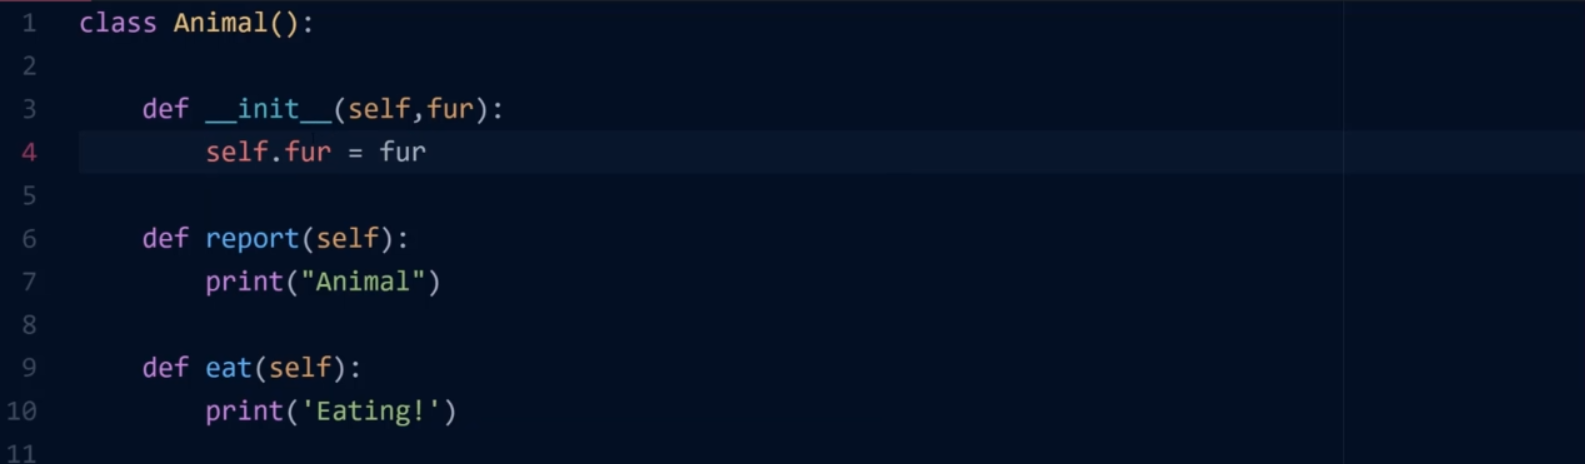 1 class Animal():
2
3     def __init__(self,fur):
4         self.fur = fur
5
6     def report(self):
7         print("Animal")
8
9     def eat(self):
10         print('Eating!')
11